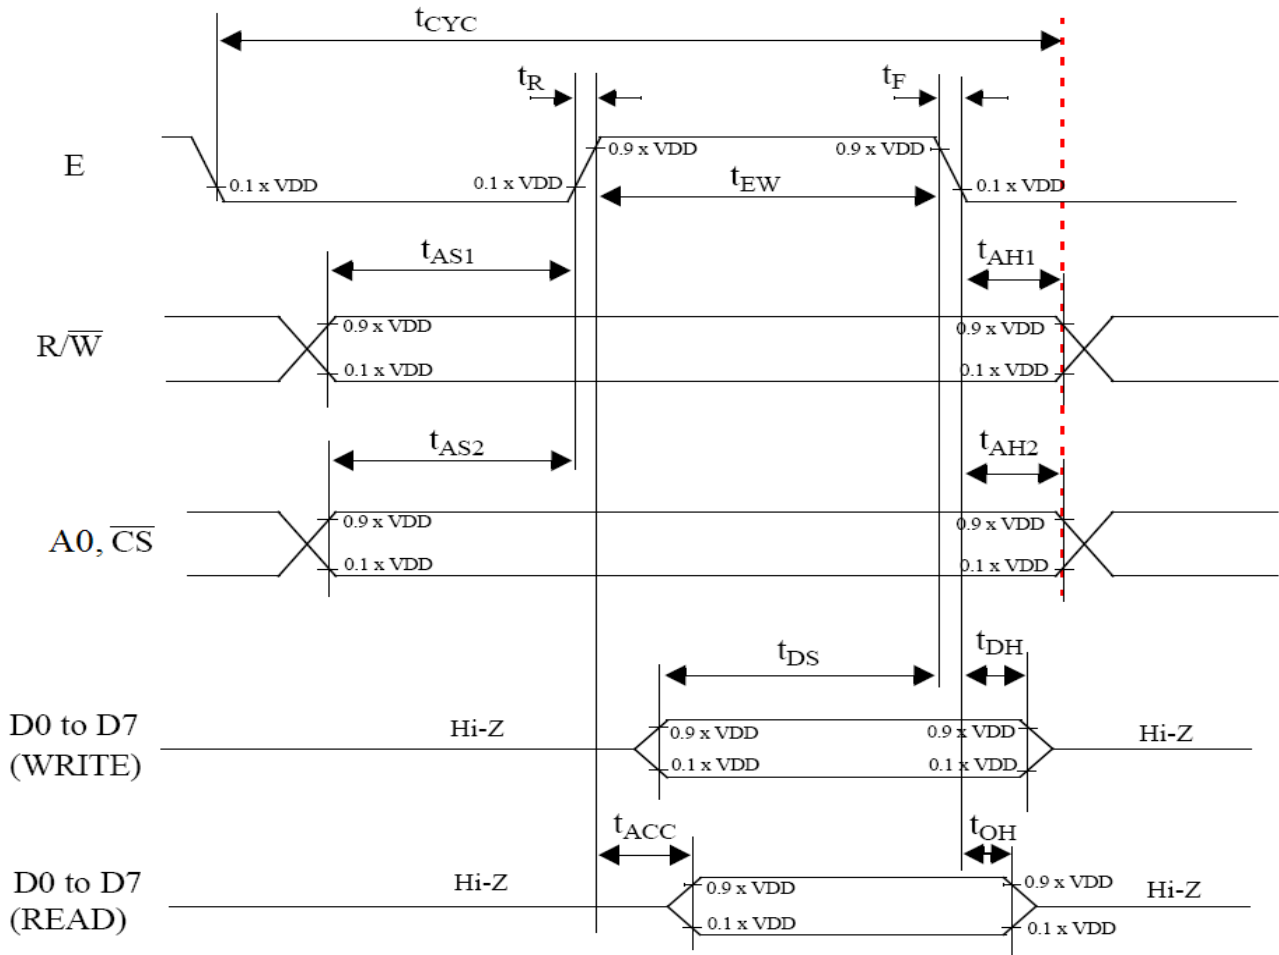 tCYC
tR
tF
E
0.9 x VDD
0.9 x VDD
0.1 x VDD
0.1 x VDD
0.1 x VDD
tEW
tAS1
tAH1
R/W̅
0.9 x VDD
0.9 x VDD
0.1 x VDD
0.1 x VDD
tAS2
tAH2
A0, C̅S̅
0.9 x VDD
0.9 x VDD
0.1 x VDD
0.1 x VDD
tDS
tDH
D0 to D7
(WRITE)
Hi-Z
0.9 x VDD
0.9 x VDD
Hi-Z
0.1 x VDD
0.1 x VDD
tACC
tOH
D0 to D7
(READ)
Hi-Z
0.9 x VDD
0.9 x VDD
Hi-Z
0.1 x VDD
0.1 x VDD